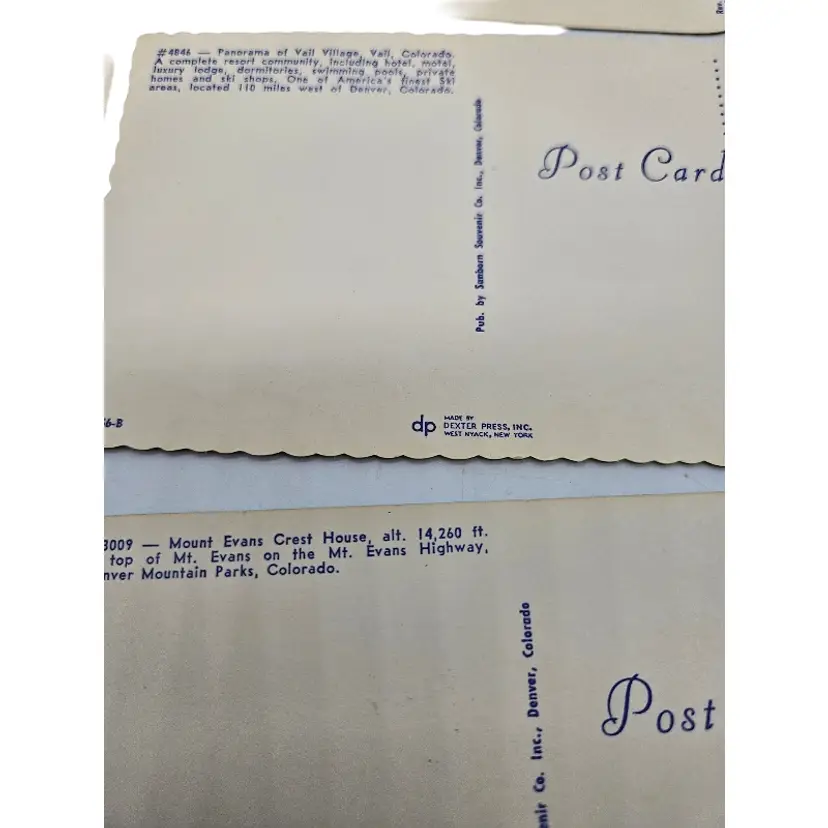 #4846 — Panorama of Vail Village, Vail, Colorado.
A complete resort community, including hotel, motel,
luxury lodge, dormitories, swimming pools, private
homes and ski shops, One of America's finest Ski
areas, located 110 miles west of Denver, Colorado.
Post Card
Pub. by Sanborn Souvenir Co. Inc., Denver, Colorado
6-B
dp
MADE BY
DEXTER PRESS, INC.
WEST NYACK, NEW YORK
3009 — Mount Evans Crest House, alt. 14,260 ft.
top of Mt. Evans on the Mt. Evans Highway,
nver Mountain Parks, Colorado.
Post
enir Co. Inc., Denver, Colorado